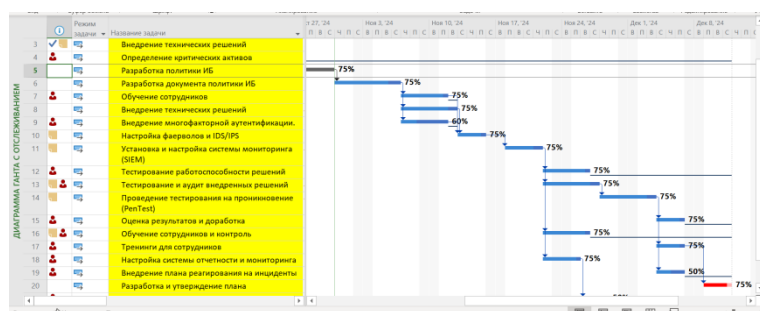 Режим
задаче
Название задачи
т 27, '24
Ноя 3, '24
Ноя 10, '24
Ноя 17, '24
Ноя 24, '24
Дек 1, '24
Дек 8, '24
П В С Ч П С В П В С Ч П С В П В С Ч П С В П В С Ч П С В П В С Ч П С В П В С Ч П С В П В С Ч П С
ДИАГРАММА ГАНТА С ОТСЛЕЖИВАНИЕМ
3 Внедрение технических решений
4 Определение критических активов
5 Разработка политики ИБ 75%
6 Разработка документа политики ИБ 75%
7 Обучение сотрудников 75%
8 Внедрение технических решений 75%
9 Внедрение многофакторной аутентификации. 60%
10 Настройка фаерволов и IDS/IPS 75%
11 Установка и настройка системы мониторинга 75%
(SIEM)
12 Тестирование работоспособности решений 75%
13 Тестирование и аудит внедренных решений 75%
14 Проведение тестирования на проникновение 75%
(PenTest)
15 Оценка результатов и доработка 75%
16 Обучение сотрудников и контроль 75%
17 Тренинги для сотрудников 75%
18 Настройка системы отчетности и мониторинга 75%
19 Внедрение плана реагирования на инциденты 50%
20 Разработка и утверждение плана 75%